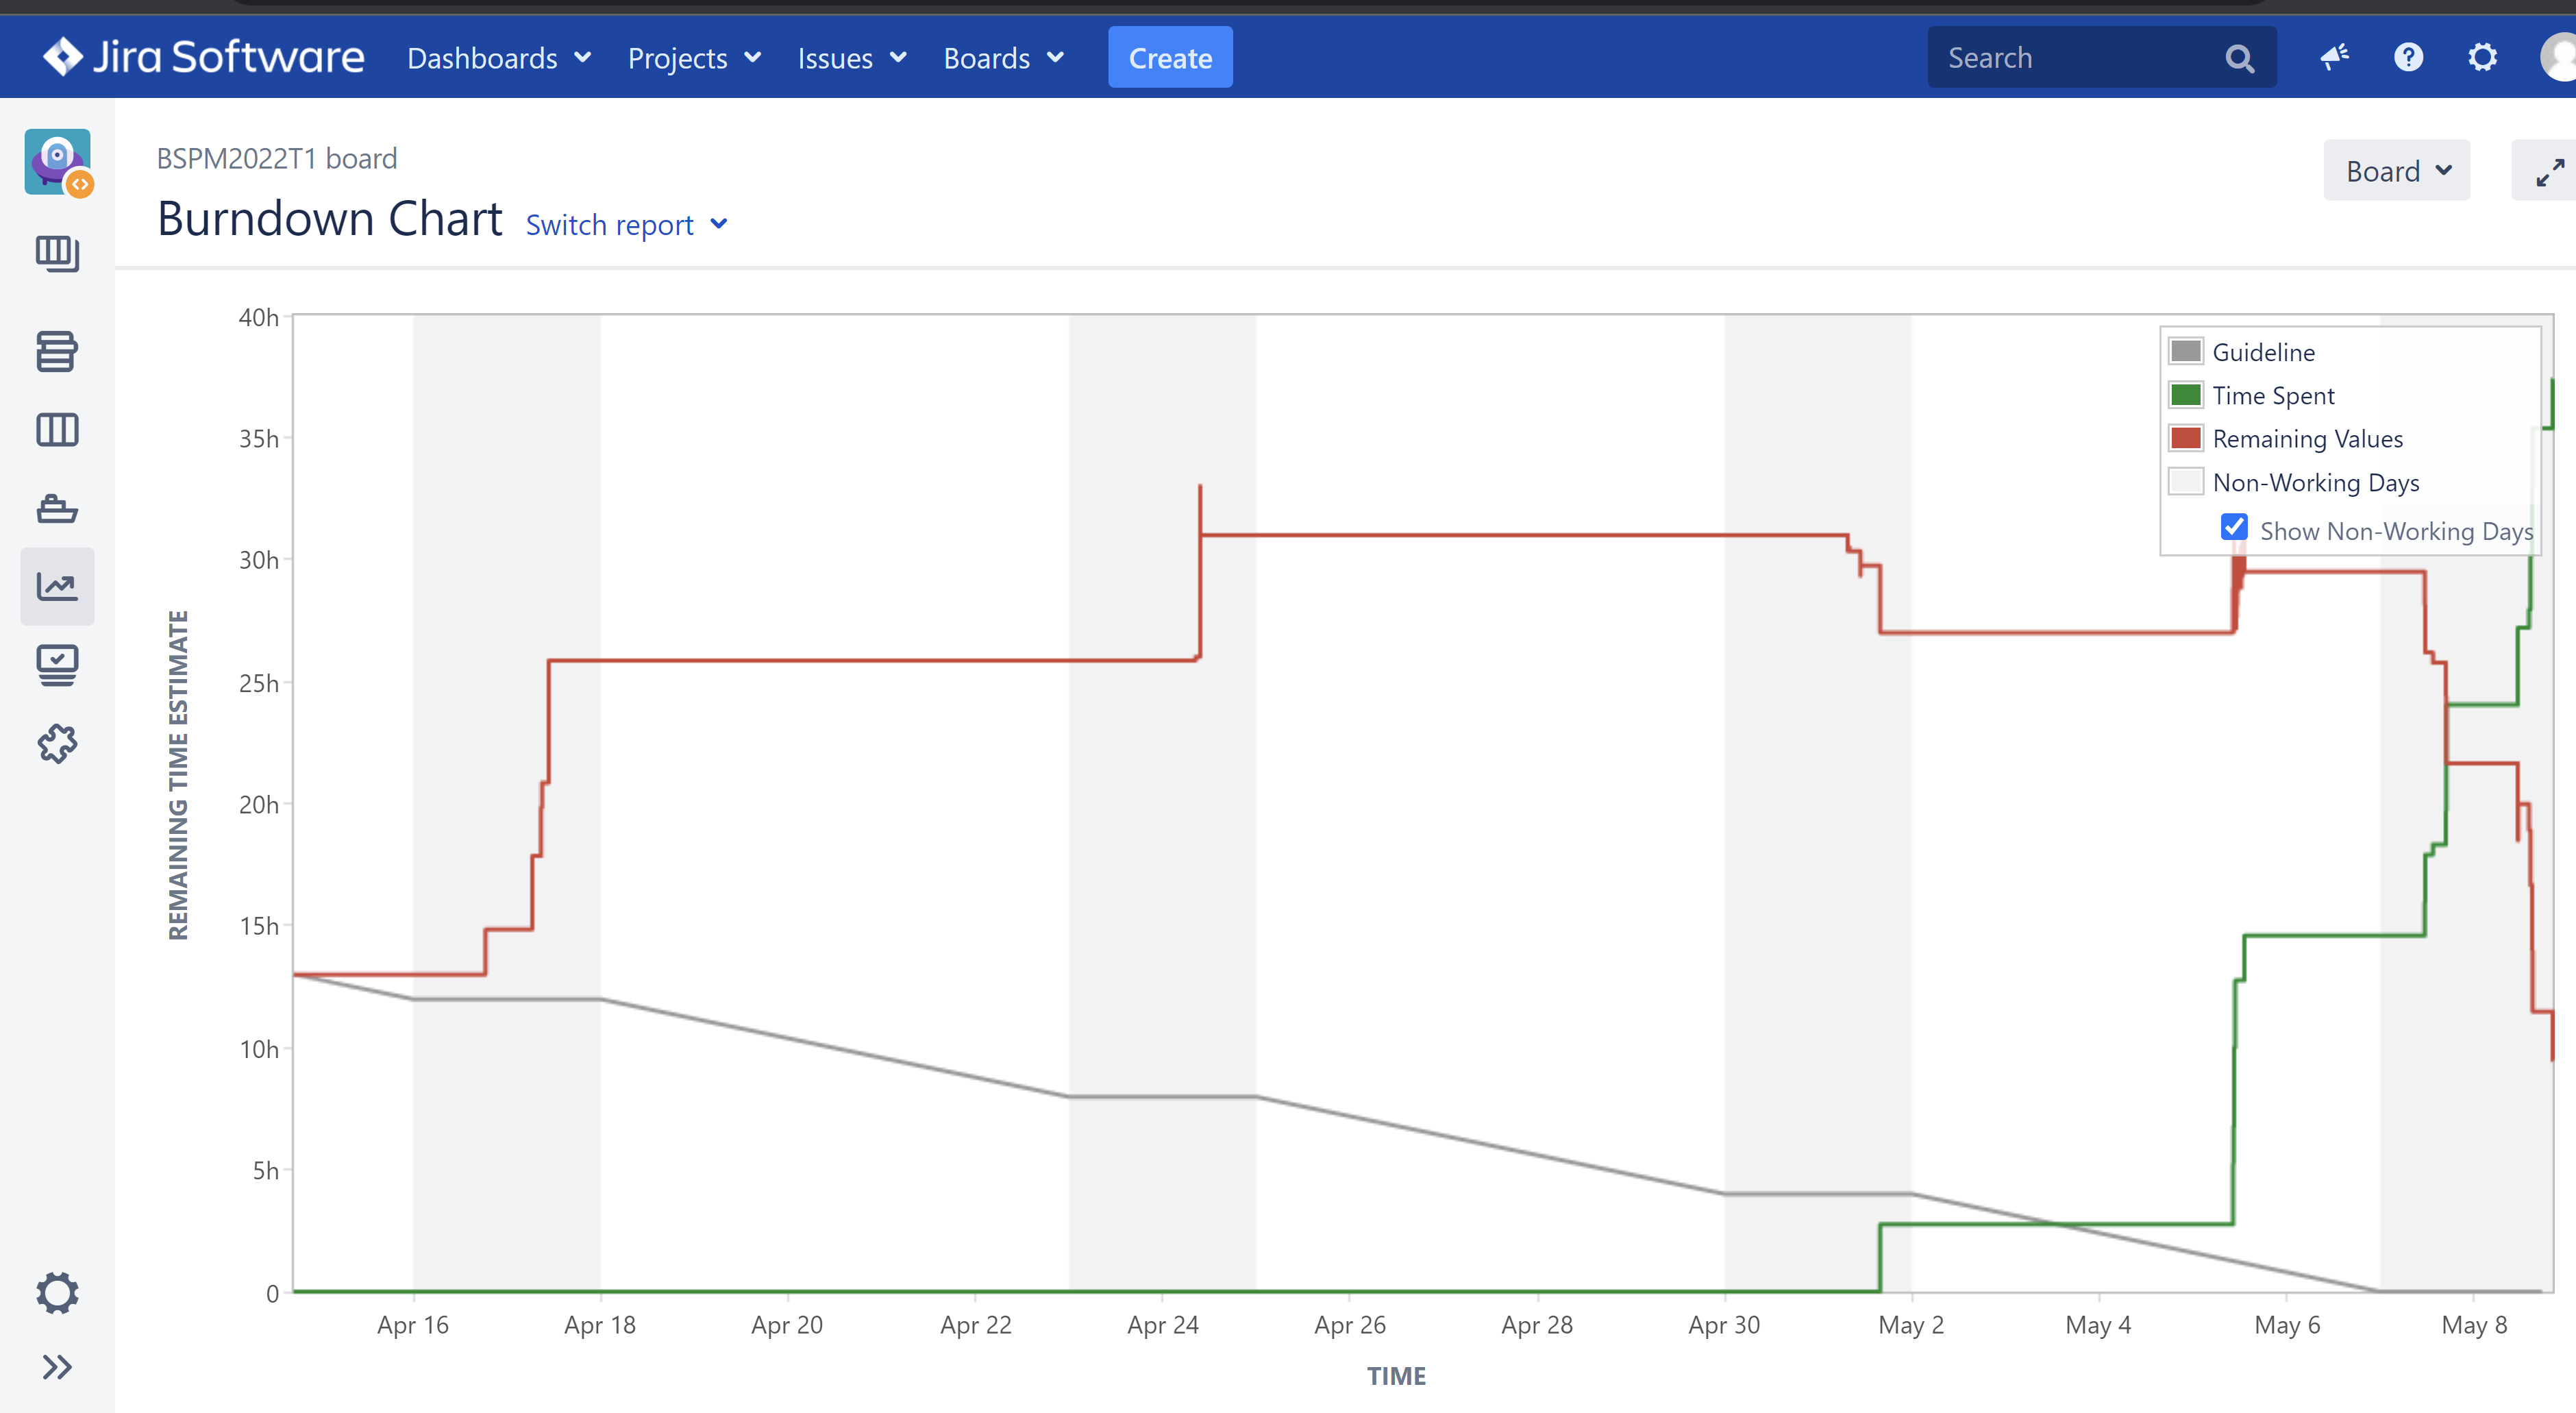 Jira Software Dashboards Projects Issues Boards Create Search
BSPM2022T1 board
Board
Burndown Chart Switch report
40h
35h
30h
25h
20h
15h
10h
5h
0
REMAINING TIME ESTIMATE
Guideline
Time Spent
Remaining Values
Non-Working Days
Show Non-Working Days
Apr 16 Apr 18 Apr 20 Apr 22 Apr 24 Apr 26 Apr 28 Apr 30 May 2 May 4 May 6 May 8
TIME